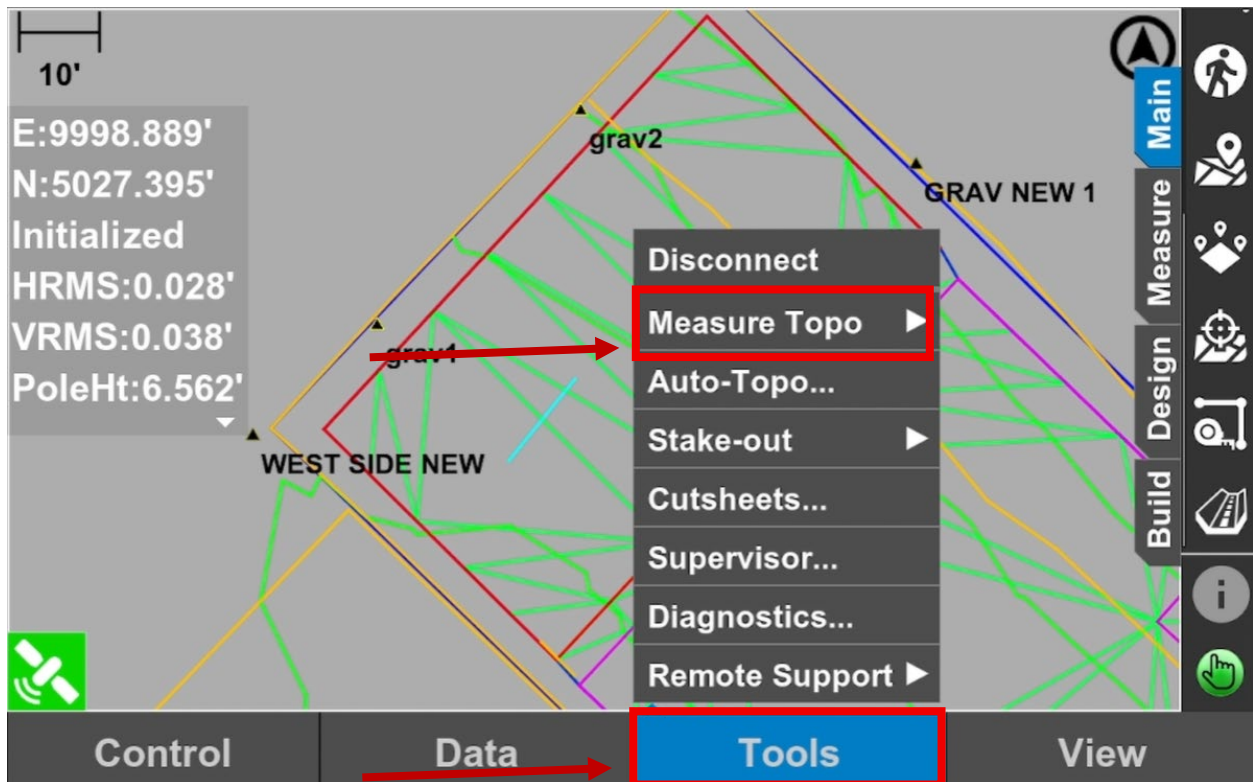 10'
E:9998.889'
N:5027.395'
Initialized
HRMS:0.028'
VRMS:0.038'
PoleHt:6.562'
grav2
GRAV NEW 1
grav1
WEST SIDE NEW
Disconnect
Measure Topo
Auto-Topo...
Stake-out
Cutsheets...
Supervisor...
Diagnostics...
Remote Support
Main
Measure
Design
Build
Control
Data
Tools
View